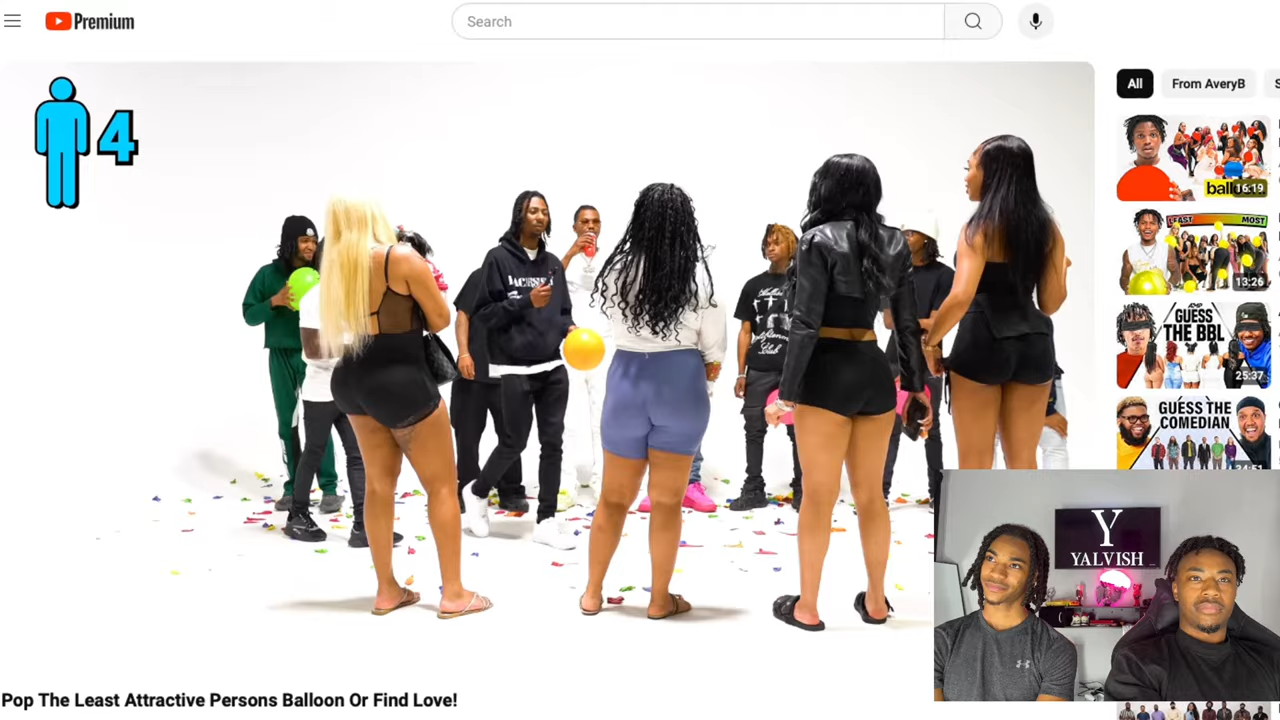 Premium
Search
4
All
From AveryB
S
ball
16:19
LEAST MOST
13:26
GUESS
THE BBL
25:37
GUESS THE
COMEDIAN
Y
YALVISH
Pop The Least Attractive Persons Balloon Or Find Love!